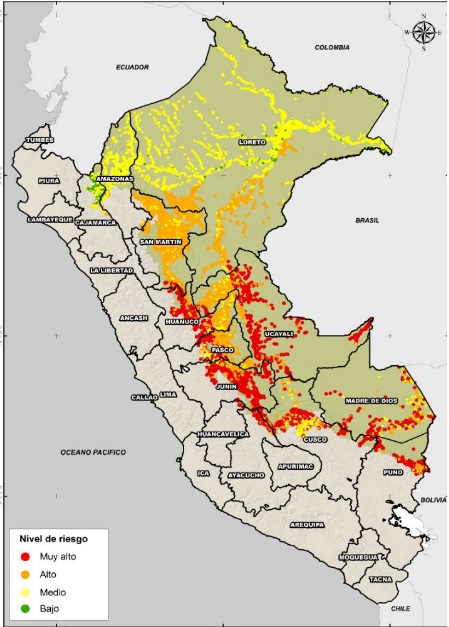 N
W
E
S
COLOMBIA
ECUADOR
LORETO
TUMBES
AMAZONAS
PIURA
LAMBAYEQUE
CAJAMARCA
BRASIL
SAN MARTIN
LA LIBERTAD
ANCASH
HUANUCO
UCAYALI
PASCO
JUNIN
CALLAO
LIMA
MADRE DE DIOS
HUANCAVELICA
CUSCO
OCEANO PACIFICO
ICA
AYACUCHO
APURIMAC
PUNO
BOLIVIA
AREQUIPA
MOQUEGUA
TACNA
CHILE
Nivel de riesgo
Muy alto
Alto
Medio
Bajo